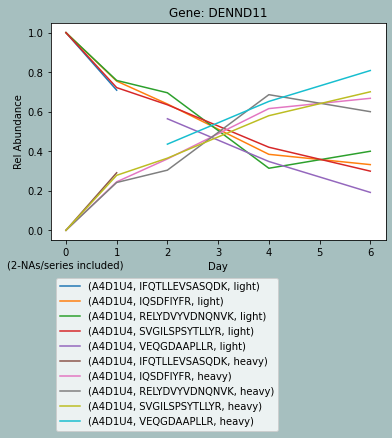 Gene: DENND11
Rel Abundance
1.0
0.8
0.6
0.4
0.2
0.0
0 1 2 3 4 5 6
(2-NAs/series included)
Day
(A4D1U4, IFQTLLEVSASQDK, light)
(A4D1U4, IQSDFIYFR, light)
(A4D1U4, RELYDVYVDNQNVK, light)
(A4D1U4, SVGILSPSYTLLYR, light)
(A4D1U4, VEQGDAAPLLR, light)
(A4D1U4, IFQTLLEVSASQDK, heavy)
(A4D1U4, IQSDFIYFR, heavy)
(A4D1U4, RELYDVYVDNQNVK, heavy)
(A4D1U4, SVGILSPSYTLLYR, heavy)
(A4D1U4, VEQGDAAPLLR, heavy)